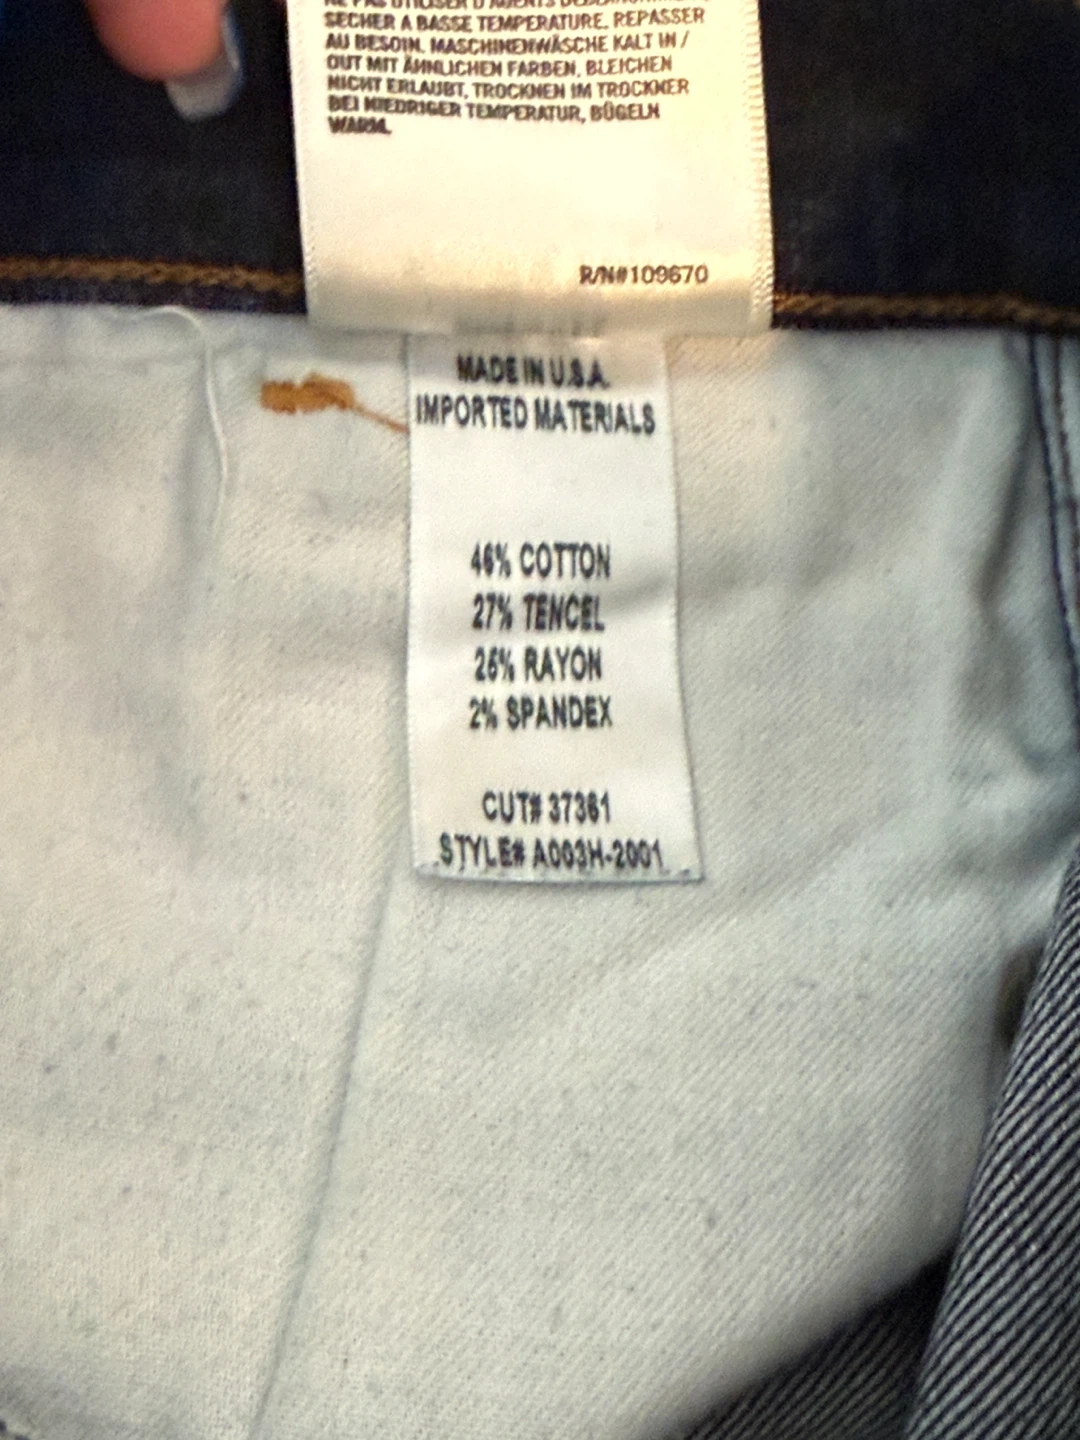 SECHER A BASSE TEMPERATURE. REPASSER
AU BESOIN. MASCHINENWÄSCHE KALT IN /
OUT MIT ÄHNLICHEN FARBEN, BLEICHEN
NICHT ERLAUBT, TROCKNEN IM TROCKNER
BEI NIEDRIGER TEMPERATUR, BÜGELN
WARM.
R/N#109670
MADE IN U.S.A.
IMPORTED MATERIALS
46% COTTON
27% TENCEL
25% RAYON
2% SPANDEX
CUT# 37361
STYLE# A003H-2001